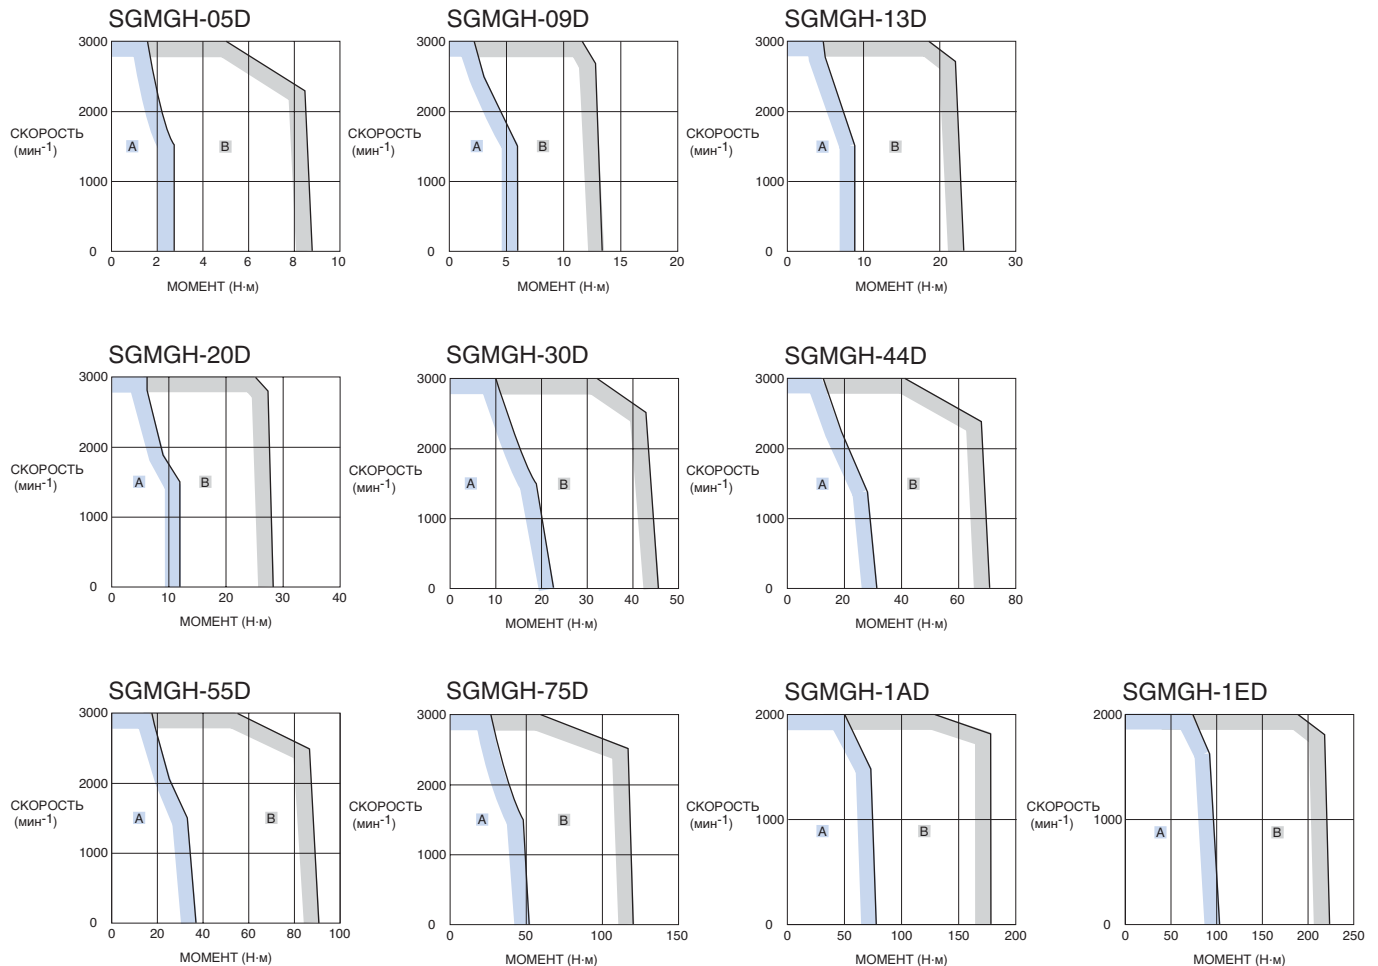 SGMGH-05D
3000
2000
1000
0
СКОРОСТЬ
(мин-1)
A
B
0 2 4 6 8 10
МОМЕНТ (Н·м)
SGMGH-09D
3000
2000
1000
0
СКОРОСТЬ
(мин-1)
A
B
0 5 10 15 20
МОМЕНТ (Н·м)
SGMGH-13D
3000
2000
1000
0
СКОРОСТЬ
(мин-1)
A
B
0 10 20 30
МОМЕНТ (Н·м)
SGMGH-20D
3000
2000
1000
0
СКОРОСТЬ
(мин-1)
A
B
0 10 20 30 40
МОМЕНТ (Н·м)
SGMGH-30D
3000
2000
1000
0
СКОРОСТЬ
(мин-1)
A
B
0 10 20 30 40 50
МОМЕНТ (Н·м)
SGMGH-44D
3000
2000
1000
0
СКОРОСТЬ
(мин-1)
A
B
0 20 40 60 80
МОМЕНТ (Н·м)
SGMGH-55D
3000
2000
1000
0
СКОРОСТЬ
(мин-1)
A
B
0 20 40 60 80 100
МОМЕНТ (Н·м)
SGMGH-75D
3000
2000
1000
0
СКОРОСТЬ
(мин-1)
A
B
0 50 100 150
МОМЕНТ (Н·м)
SGMGH-1AD
2000
1000
0
СКОРОСТЬ
(мин-1)
A
B
0 50 100 150 200
МОМЕНТ (Н·м)
SGMGH-1ED
2000
1000
0
СКОРОСТЬ
(мин-1)
A
B
0 50 100 150 200 250
МОМЕНТ (Н·м)